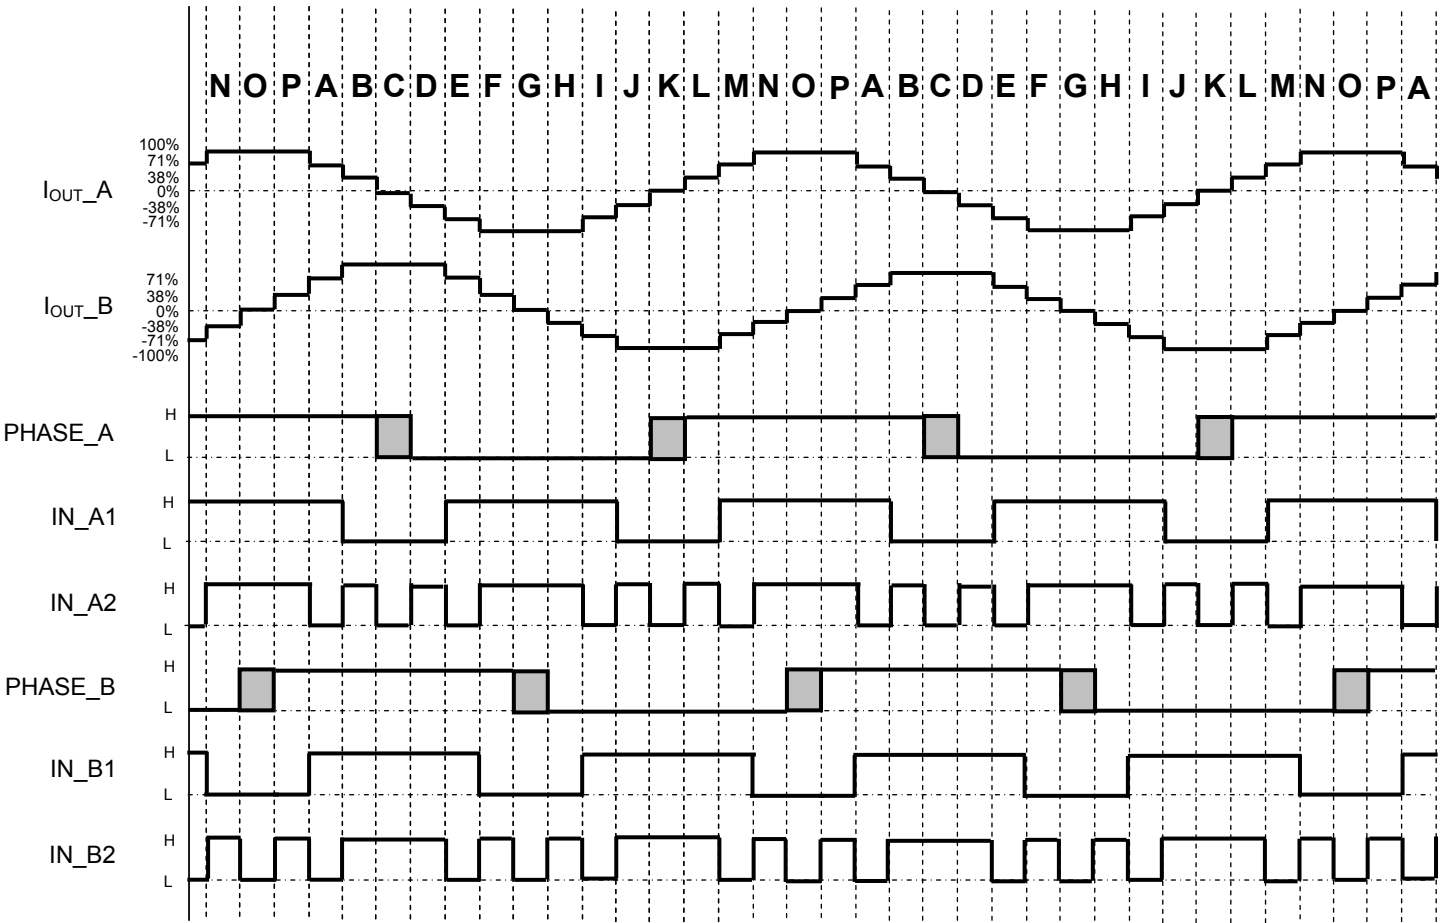 N O P A B C D E F G H I J K L M N O P A B C D E F G H I J K L M N O P A
100%
71%
38%
IOUT_A 0%
-38%
-71%
71%
38%
IOUT_B 0%
-38%
-71%
-100%
H
PHASE_A
L
H
IN_A1
L
H
IN_A2
L
H
PHASE_B
L
H
IN_B1
L
H
IN_B2
L